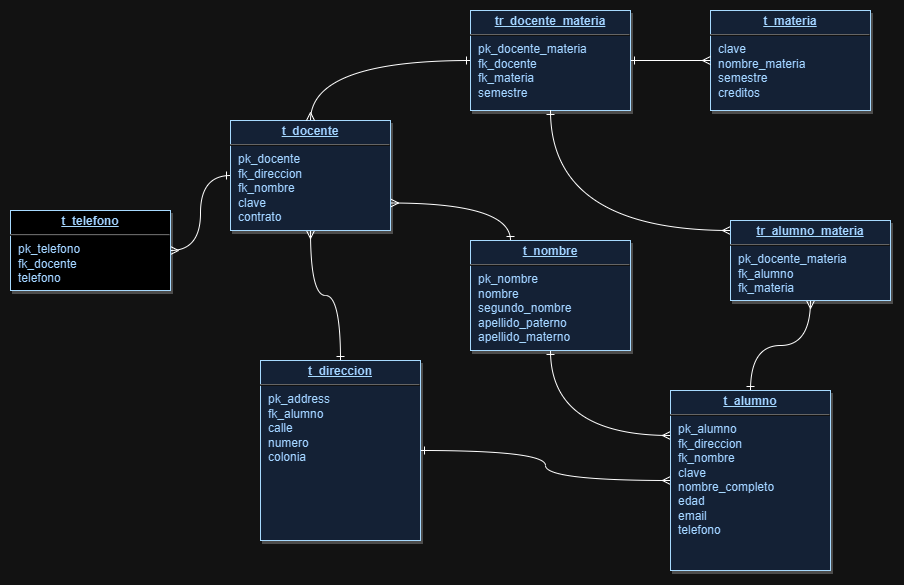 tr_docente_materia
pk_docente_materia
fk_docente
fk_materia
semestre
t_materia
clave
nombre_materia
semestre
creditos
t_docente
pk_docente
fk_direccion
fk_nombre
clave
contrato
t_telefono
pk_telefono
fk_docente
telefono
t_nombre
pk_nombre
nombre
segundo_nombre
apellido_paterno
apellido_materno
tr_alumno_materia
pk_docente_materia
fk_alumno
fk_materia
t_direccion
pk_address
fk_alumno
calle
numero
colonia
t_alumno
pk_alumno
fk_direccion
fk_nombre
clave
nombre_completo
edad
email
telefono